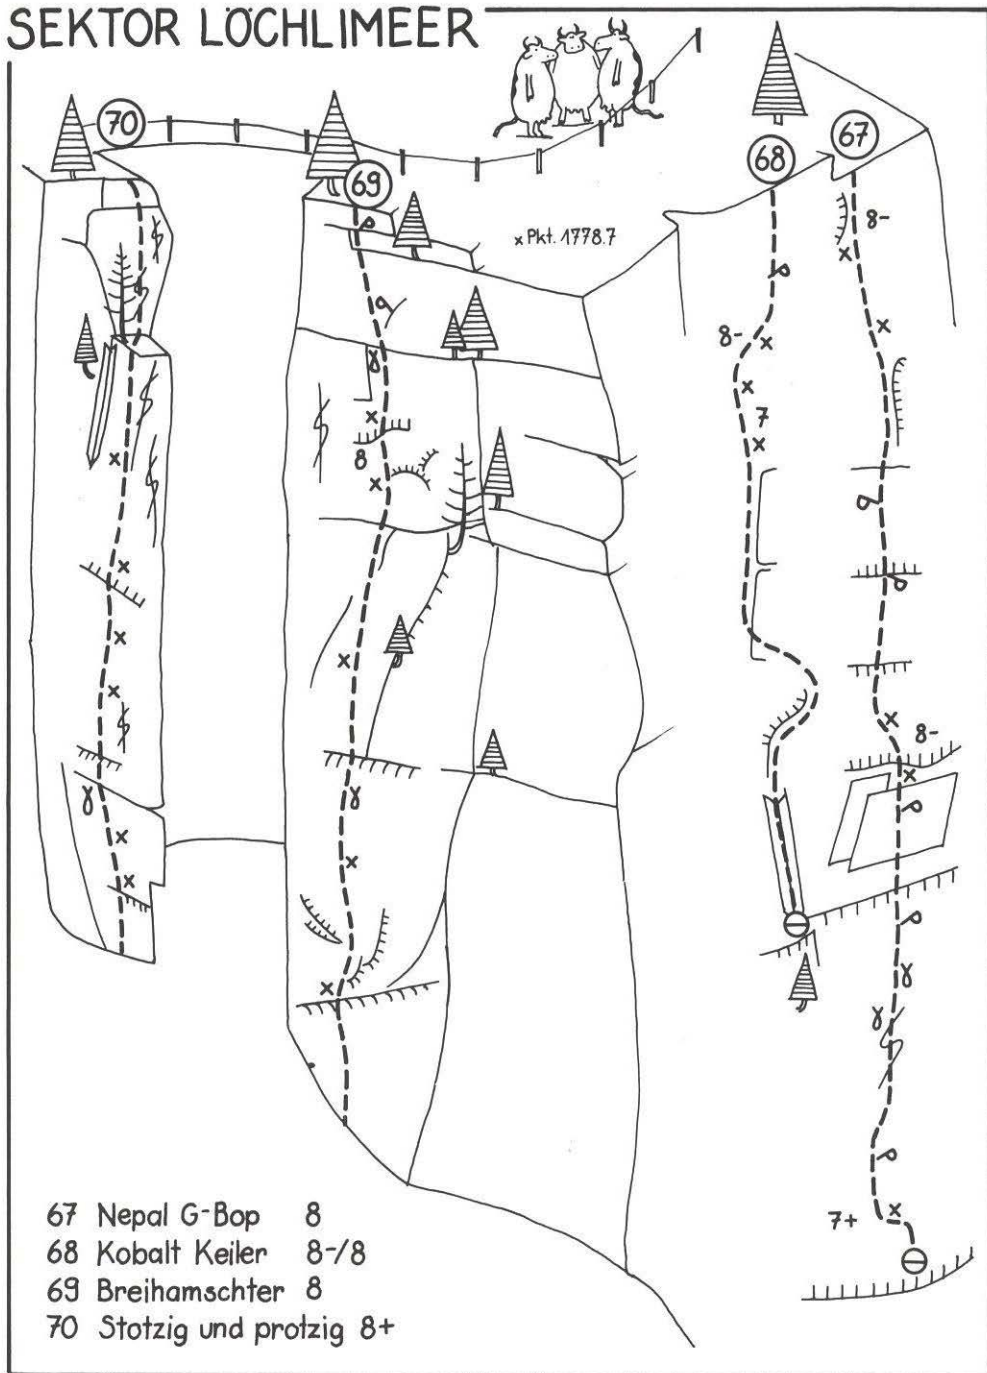 SEKTOR LÖCHLIMEER
70
69
68
67
x Pkt. 1778.7
8-
8-
7
8
8-
7+
67 Nepal G-Bop 8
68 Kobalt Keiler 8-/8
69 Breihamschter 8
70 Stotzig und protzig 8+